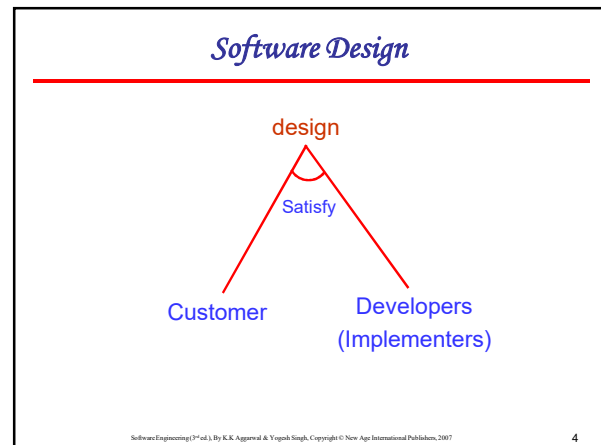 Software Design
design
Satisfy
Customer
Developers
(Implementers)
Software Engineering (3rd ed.), By K.K Aggarwal & Yogesh Singh, Copyright © New Age International Publishers, 2007
4